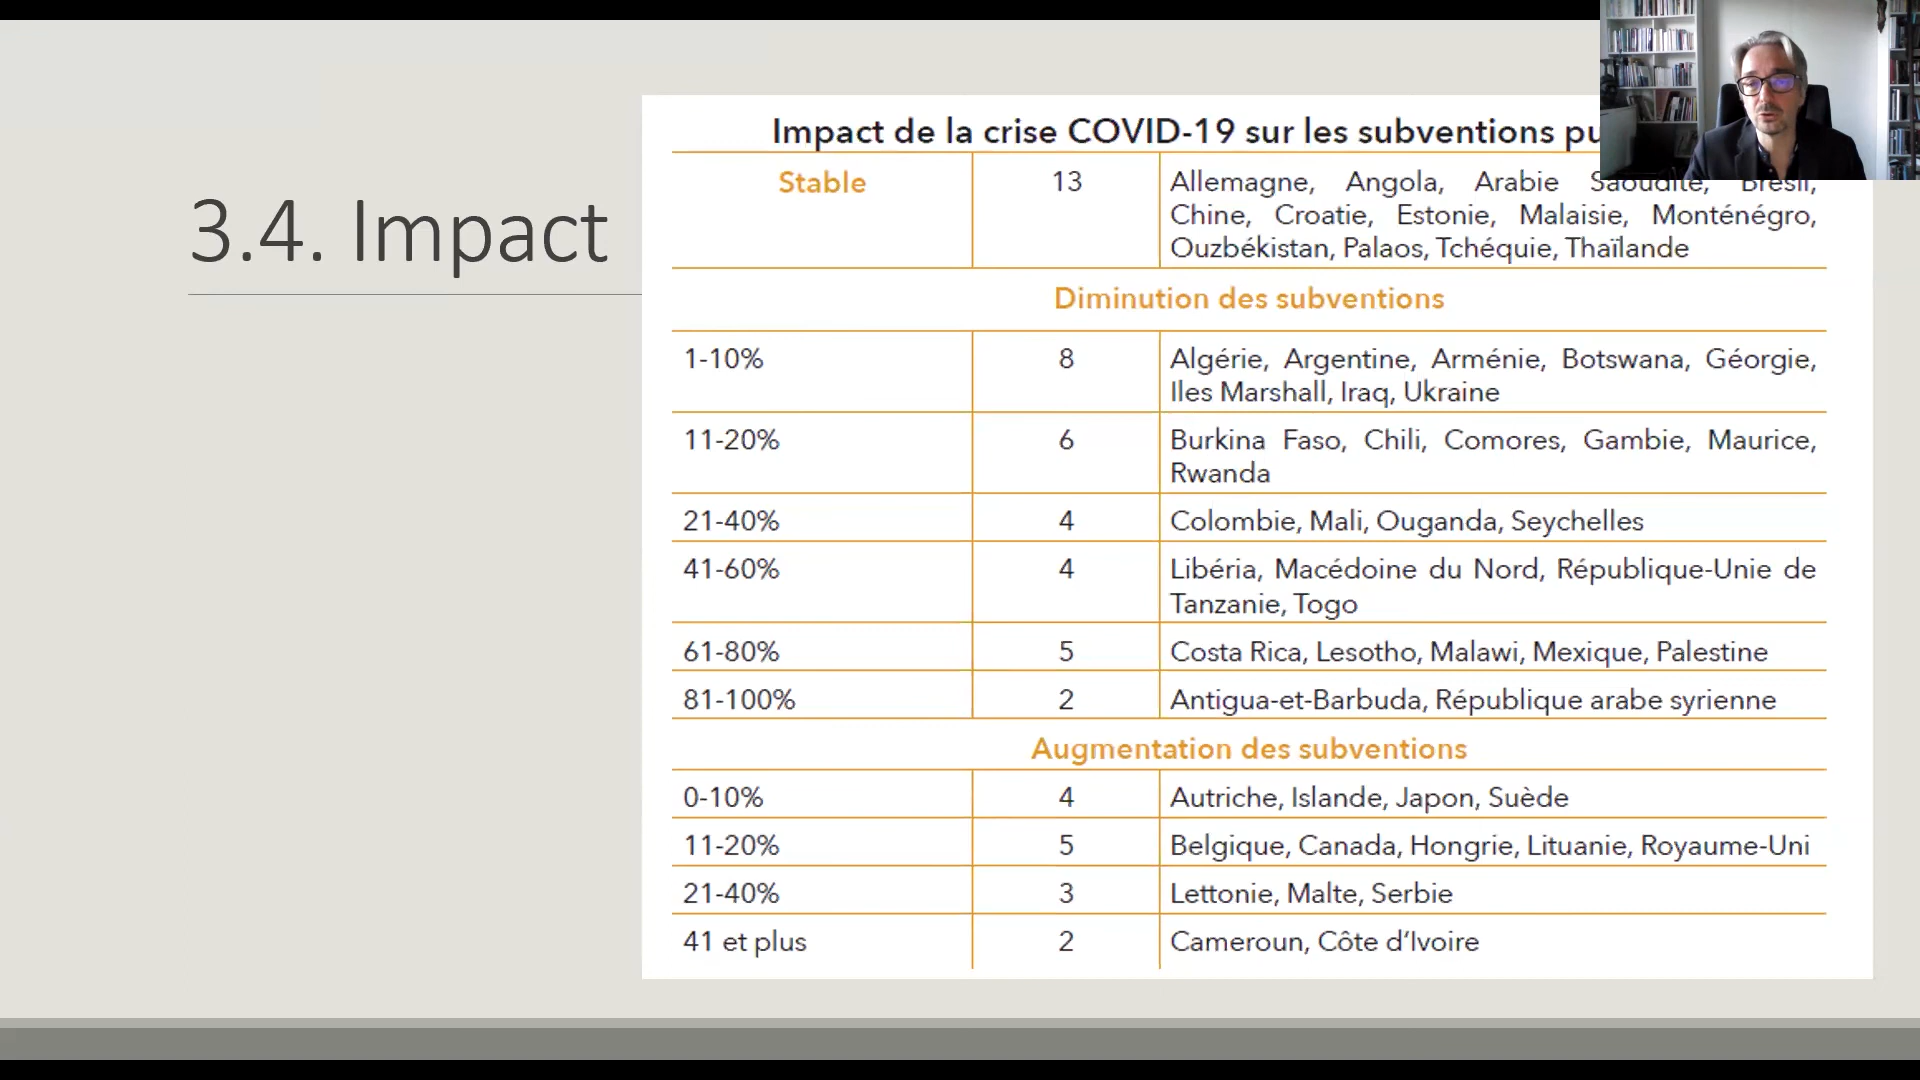 3.4. Impact
Impact de la crise COVID-19 sur les subventions
Stable 13 Allemagne, Angola, Arabie Saoudite, Brésil,
Chine, Croatie, Estonie, Malaisie, Monténégro,
Ouzbékistan, Palaos, Tchéquie, Thaïlande
Diminution des subventions
1-10% 8 Algérie, Argentine, Arménie, Botswana, Géorgie,
Iles Marshall, Iraq, Ukraine
11-20% 6 Burkina Faso, Chili, Comores, Gambie, Maurice,
Rwanda
21-40% 4 Colombie, Mali, Ouganda, Seychelles
41-60% 4 Libéria, Macédoine du Nord, République-Unie de
Tanzanie, Togo
61-80% 5 Costa Rica, Lesotho, Malawi, Mexique, Palestine
81-100% 2 Antigua-et-Barbuda, République arabe syrienne
Augmentation des subventions
0-10% 4 Autriche, Islande, Japon, Suède
11-20% 5 Belgique, Canada, Hongrie, Lituanie, Royaume-Uni
21-40% 3 Lettonie, Malte, Serbie
41 et plus 2 Cameroun, Côte d’Ivoire